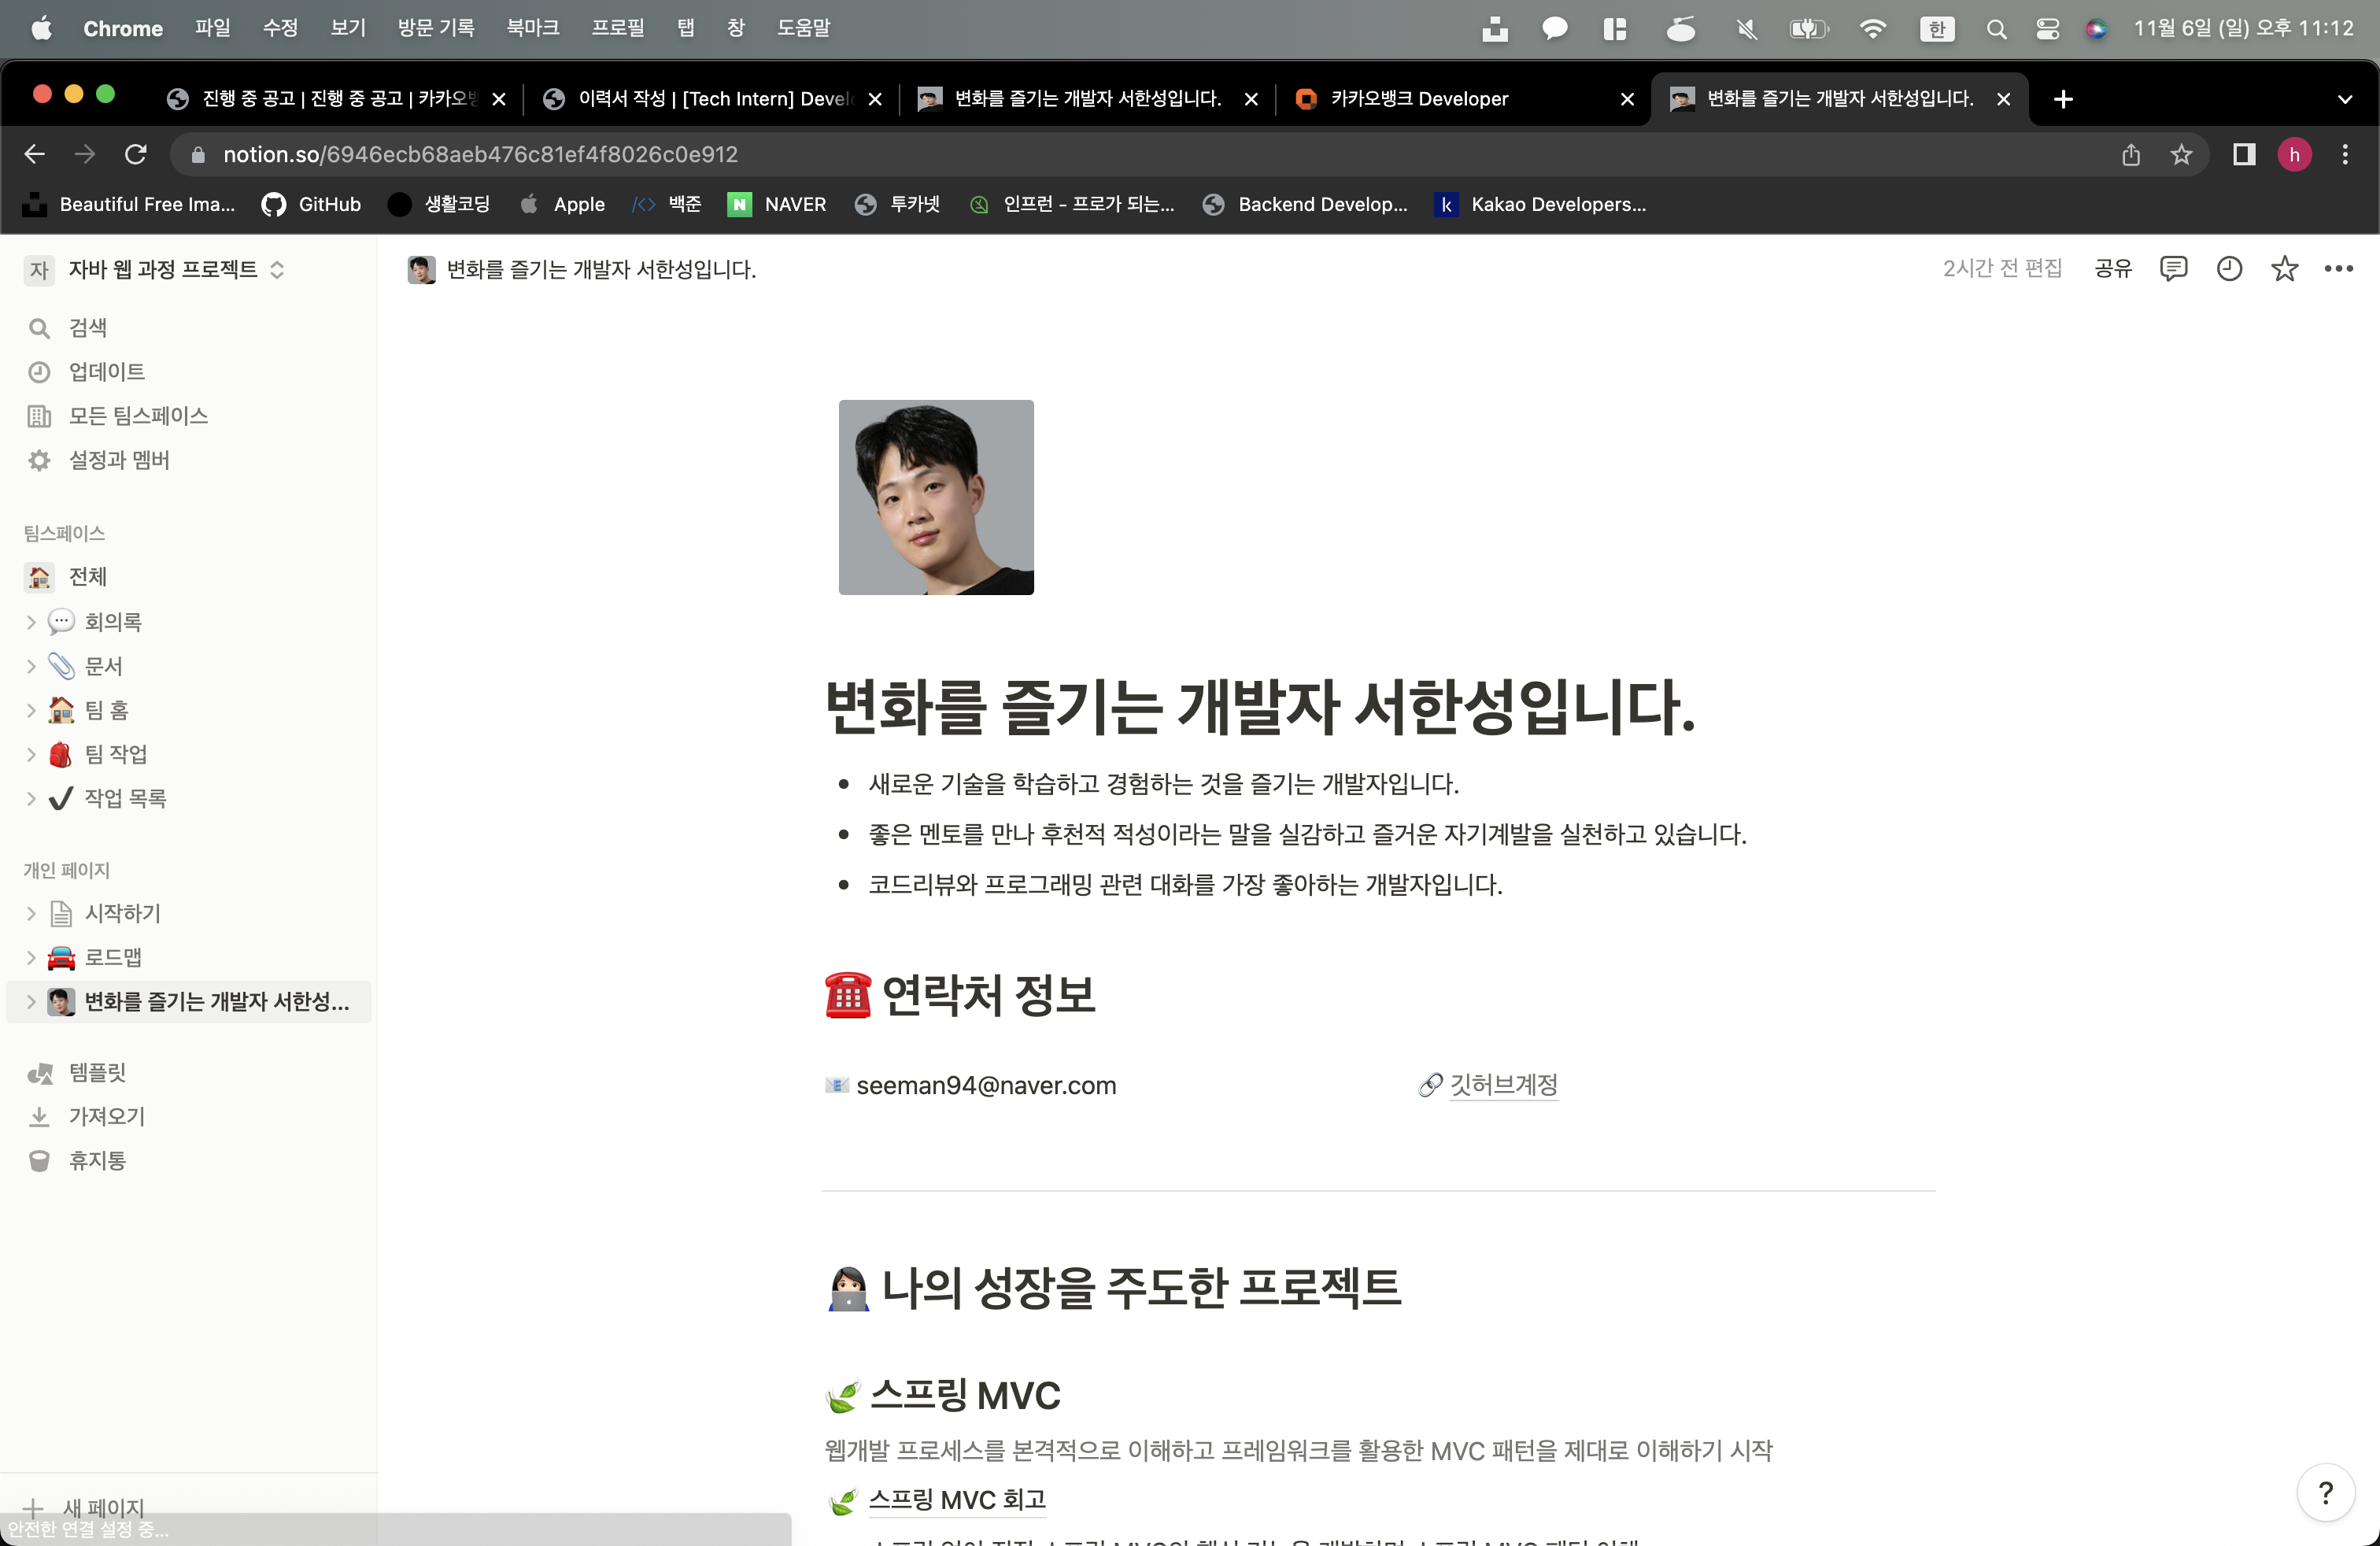 Chrome 파일 수정 보기 방문 기록 북마크 프로필 탭 창 도움말 한 11월 6일 (일) 오후 11:12
진행 중 공고 | 진행 중 공고 | 카카오 이력서 작성 | [Tech Intern] Devel 변화를 즐기는 개발자 서한성입니다. 카카오뱅크 Developer 변화를 즐기는 개발자 서한성입니다.
notion.so/6946ecb68aeb476c81ef4f8026c0e912 h
Beautiful Free Ima... GitHub 생활코딩 Apple 백준 N NAVER 투카넷 인프런 - 프로가 되는... Backend Develop... k Kakao Developers...
자 자바 웹 과정 프로젝트
변화를 즐기는 개발자 서한성입니다. 2시간 전 편집 공유
검색
업데이트
모든 팀스페이스
설정과 멤버
팀스페이스
전체
회의록
문서
팀 홈
팀 작업
작업 목록
개인 페이지
시작하기
로드맵
변화를 즐기는 개발자 서한성...
템플릿
가져오기
휴지통
새 페이지
안전한 연결 설정 중...
변화를 즐기는 개발자 서한성입니다.
• 새로운 기술을 학습하고 경험하는 것을 즐기는 개발자입니다.
• 좋은 멘토를 만나 후천적 적성이라는 말을 실감하고 즐거운 자기계발을 실천하고 있습니다.
• 코드리뷰와 프로그래밍 관련 대화를 가장 좋아하는 개발자입니다.
☎️ 연락처 정보
📧 seeman94@naver.com 🔗 깃허브계정
👩🏻‍💻 나의 성장을 주도한 프로젝트
🍃 스프링 MVC
웹개발 프로세스를 본격적으로 이해하고 프레임워크를 활용한 MVC 패턴을 제대로 이해하기 시작
🍃 스프링 MVC 회고
?